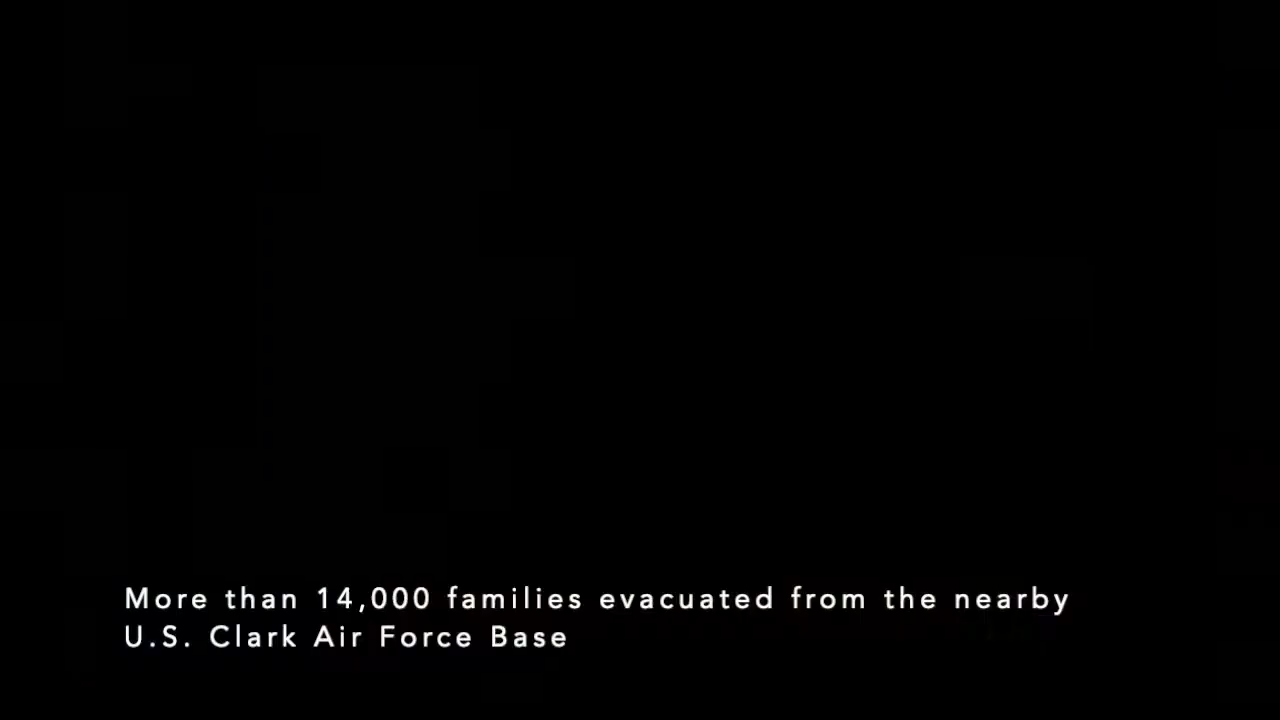 More than 14,000 families evacuated from the nearby
U.S. Clark Air Force Base